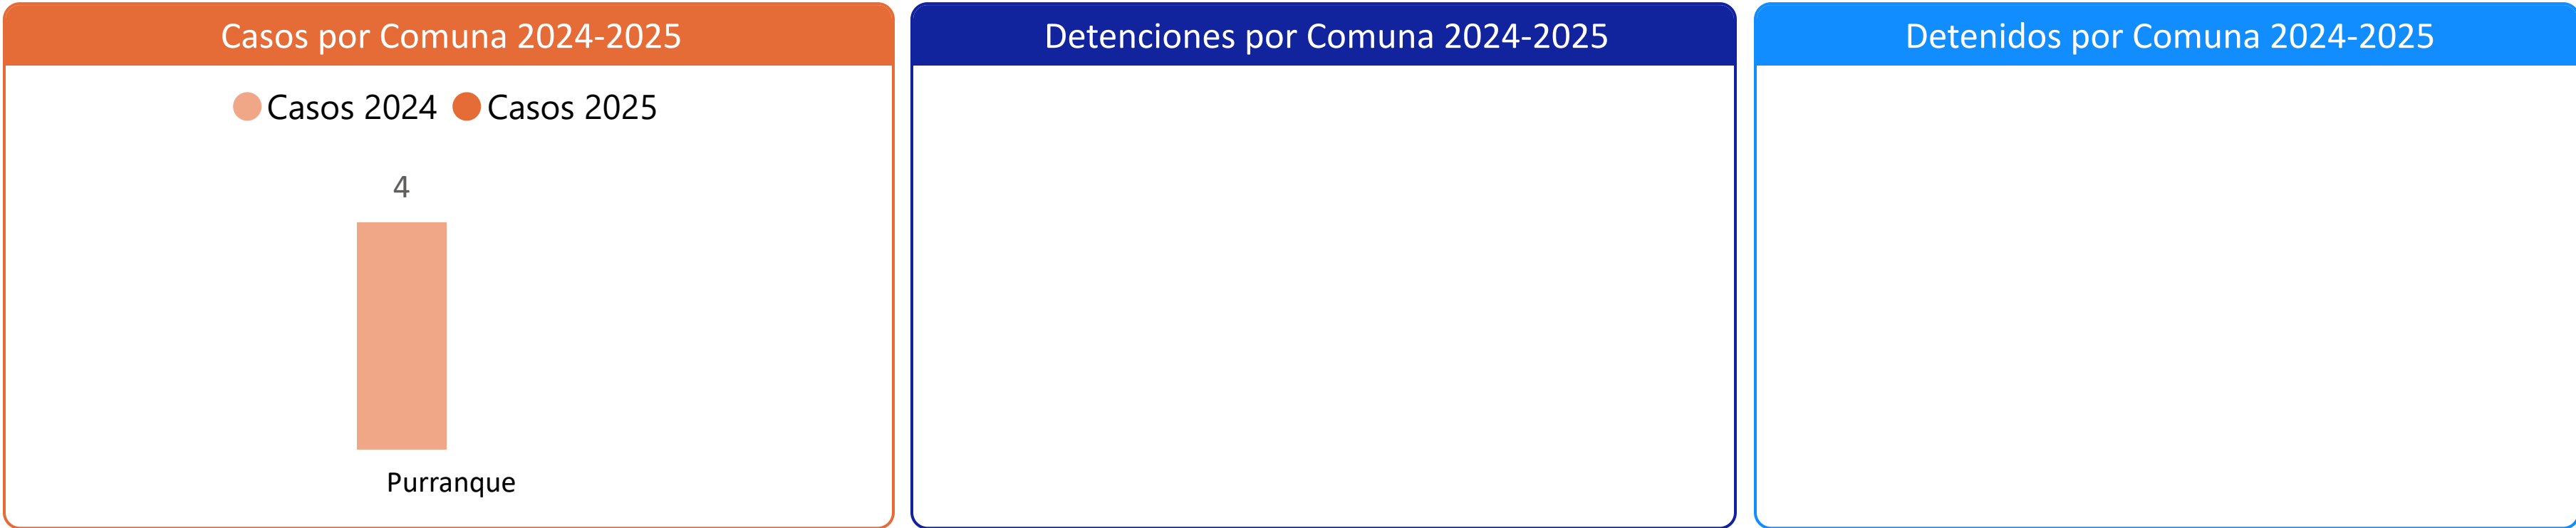 Casos por Comuna 2024-2025
Casos 2024 Casos 2025
4
Purranque
Detenciones por Comuna 2024-2025
Detenidos por Comuna 2024-2025